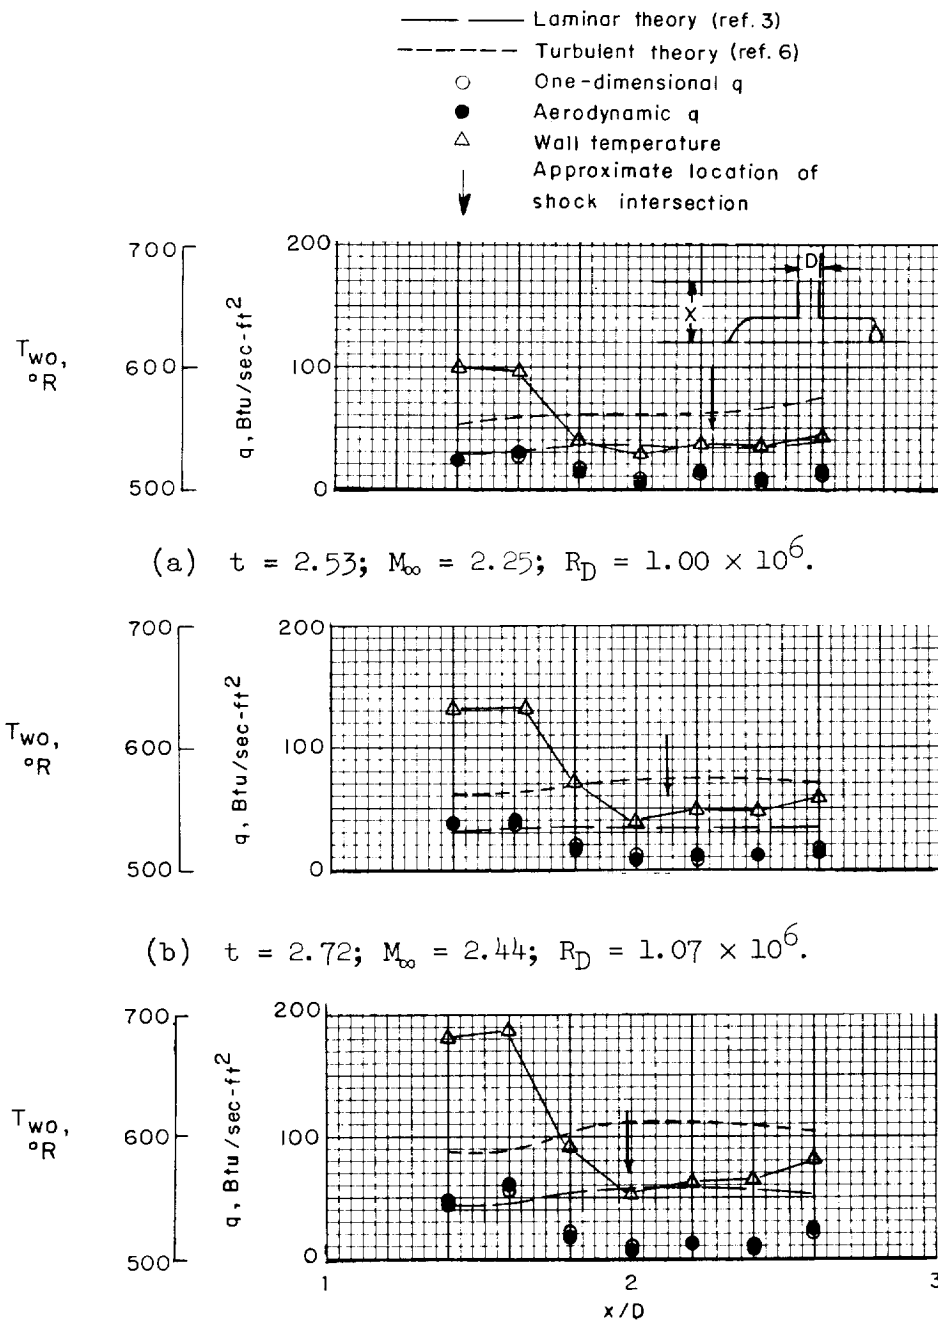 Laminar theory (ref. 3)
Turbulent theory (ref. 6)
One-dimensional q
Aerodynamic q
Wall temperature
Approximate location of
shock intersection
700
600
500
T_wo,
°R
200
100
0
q, Btu/sec-ft²
D
X
(a) t = 2.53; M∞ = 2.25; R_D = 1.00 × 10⁶.
700
600
500
T_wo,
°R
200
100
0
q, Btu/sec-ft²
(b) t = 2.72; M∞ = 2.44; R_D = 1.07 × 10⁶.
700
600
500
T_wo,
°R
200
100
0
q, Btu/sec-ft²
1
2
3
x/D